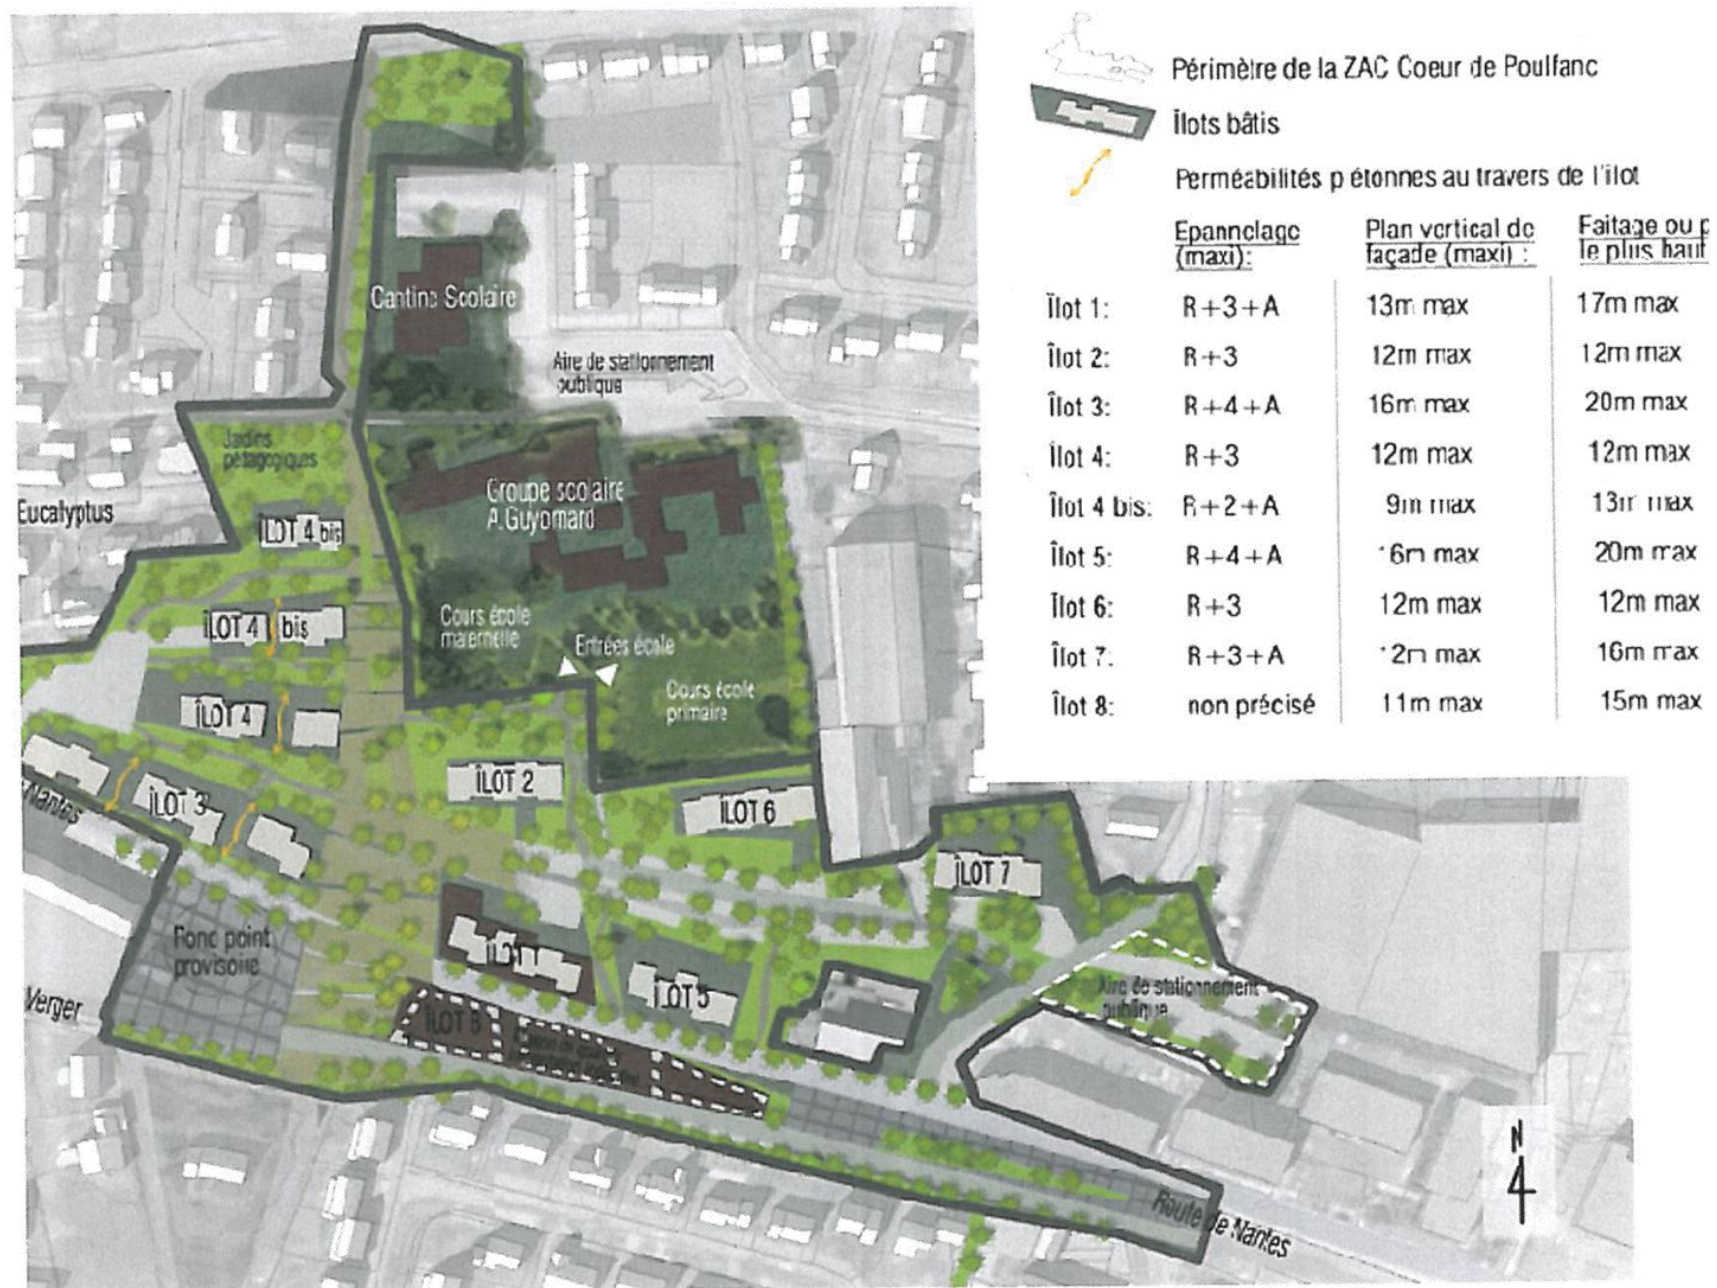 Périmètre de la ZAC Coeur de Poulfanc
Îlots bâtis
Perméabilités p étonnes au travers de l'îlot
Epannelage
(maxi):
Plan vertical de
façade (maxi) :
Faitage ou p
le plus haut
Îlot 1: R+3+A 13m max 17m max
Îlot 2: R+3 12m max 12m max
Îlot 3: R+4+A 16m max 20m max
Îlot 4: R+3 12m max 12m max
Îlot 4 bis: R+2+A 9m max 13m max
Îlot 5: R+4+A 6m max 20m max
Îlot 6: R+3 12m max 12m max
Îlot 7: R+3+A 2m max 16m max
Îlot 8: non précisé 11m max 15m max
Cantine Scolaire
Aire de stationnement
publique
Jardins
pédagogiques
Groupe scolaire
A.Guyomard
Eucalyptus
ÎLOT 4 bis
Cours école
maternelle
Entrées école
ÎLOT 4 bis
Cours école
primaire
ÎLOT 4
ÎLOT 2
ÎLOT 3
Nantes
ÎLOT 6
ÎLOT 7
Rond point
provisoire
ÎLOT 1
ÎLOT 5
Aire de stationnement
publique
Verger
ÎLOT 8
Route de Nantes
N